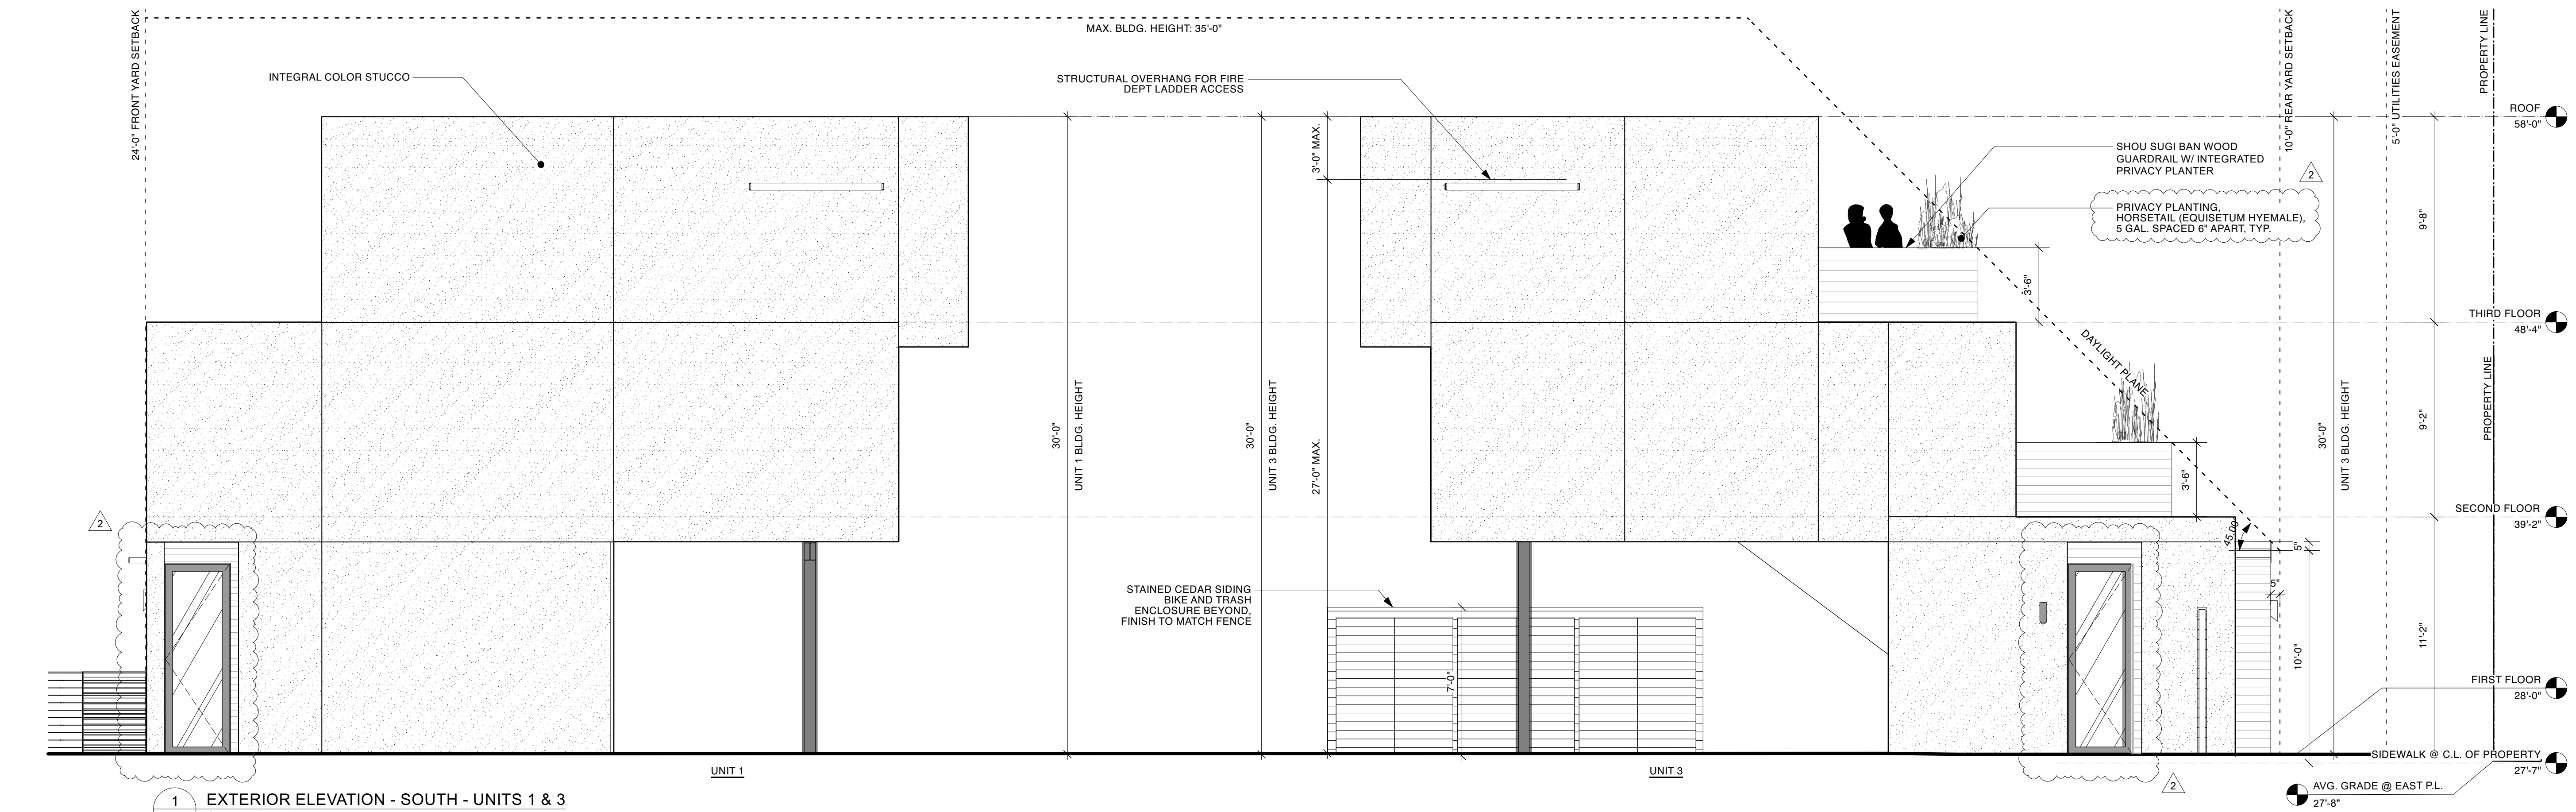 24'-0" FRONT YARD SETBACK
MAX. BLDG. HEIGHT: 35'-0"
INTEGRAL COLOR STUCCO
STRUCTURAL OVERHANG FOR FIRE
DEPT LADDER ACCESS
3'-0" MAX.
27'-0" MAX.
30'-0"
UNIT 1 BLDG. HEIGHT
30'-0"
UNIT 3 BLDG. HEIGHT
SHOU SUGI BAN WOOD
GUARDRAIL W/ INTEGRATED
PRIVACY PLANTER
2
PRIVACY PLANTING,
HORSETAIL (EQUISETUM HYEMALE),
5 GAL. SPACED 6" APART, TYP.
10'-0" REAR YARD SETBACK
5'-0" UTILITIES EASEMENT
PROPERTY LINE
PROPERTY LINE
ROOF
58'-0"
9'-8"
THIRD FLOOR
48'-4"
9'-2"
SECOND FLOOR
39'-2"
11'-2"
FIRST FLOOR
28'-0"
SIDEWALK @ C.L. OF PROPERTY
27'-7"
AVG. GRADE @ EAST P.L.
27'-8"
30'-0"
UNIT 3 BLDG. HEIGHT
3'-6"
DAYLIGHT PLANE
3'-6"
45.00°
5"
5"
10'-0"
2
STAINED CEDAR SIDING
BIKE AND TRASH
ENCLOSURE BEYOND,
FINISH TO MATCH FENCE
7'-0"
2
UNIT 1
UNIT 3
1
EXTERIOR ELEVATION - SOUTH - UNITS 1 & 3